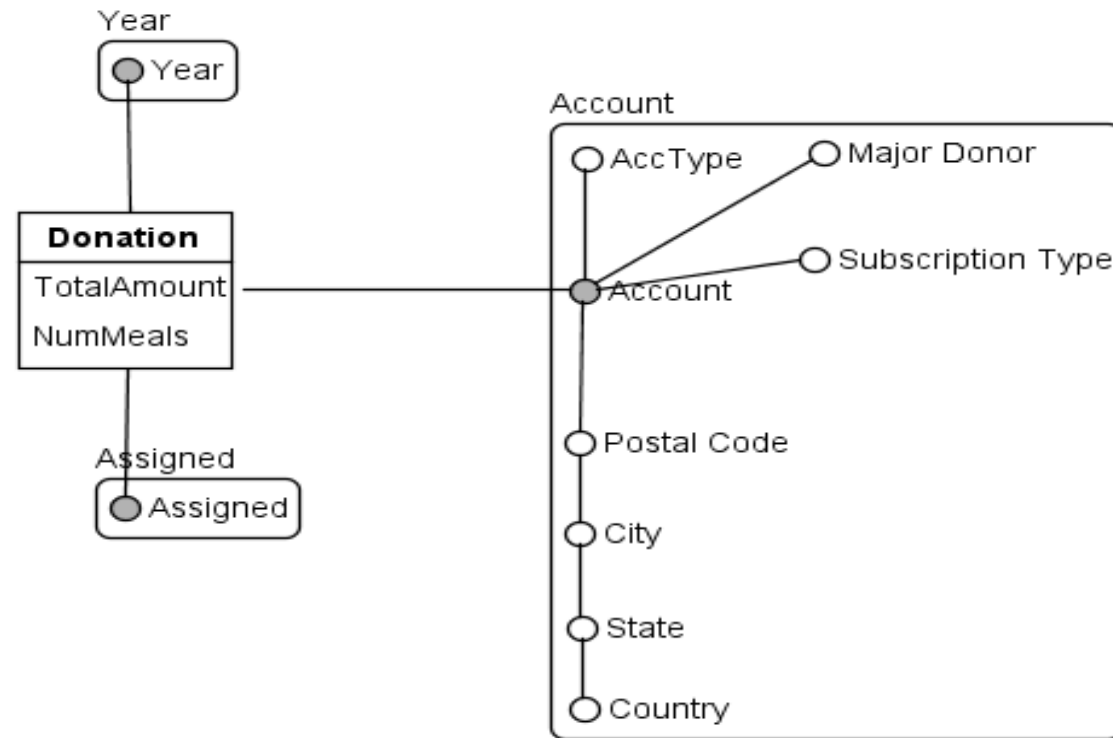 Year
Year
Donation
TotalAmount
NumMeals
Assigned
Assigned
Account
AccType
Major Donor
Subscription Type
Account
Postal Code
City
State
Country